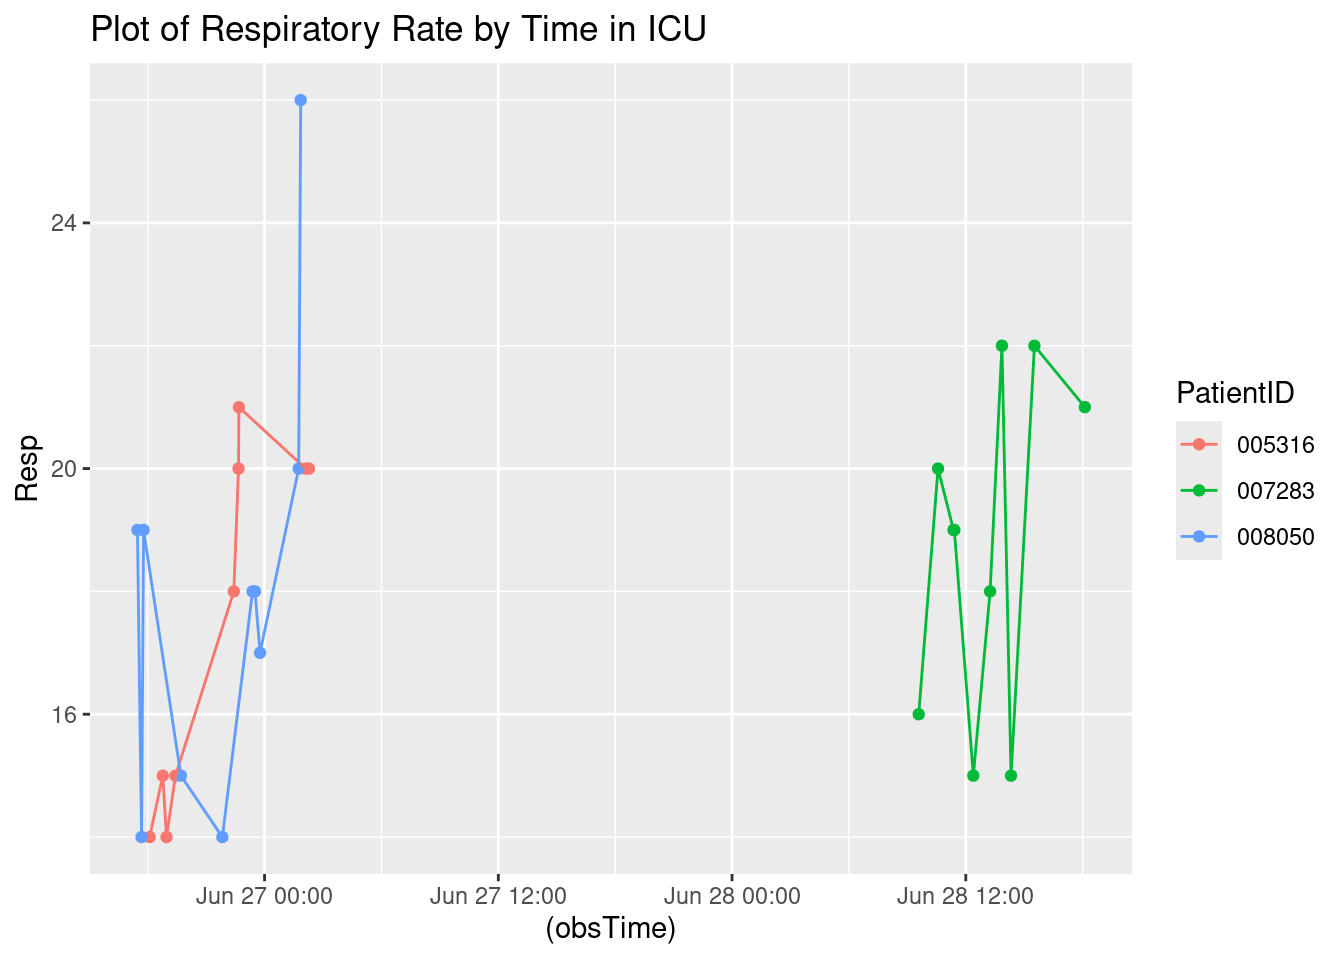 Plot of Respiratory Rate by Time in ICU
24
20
16
Resp
Jun 27 00:00
Jun 27 12:00
Jun 28 00:00
Jun 28 12:00
(obsTime)
PatientID
005316
007283
008050